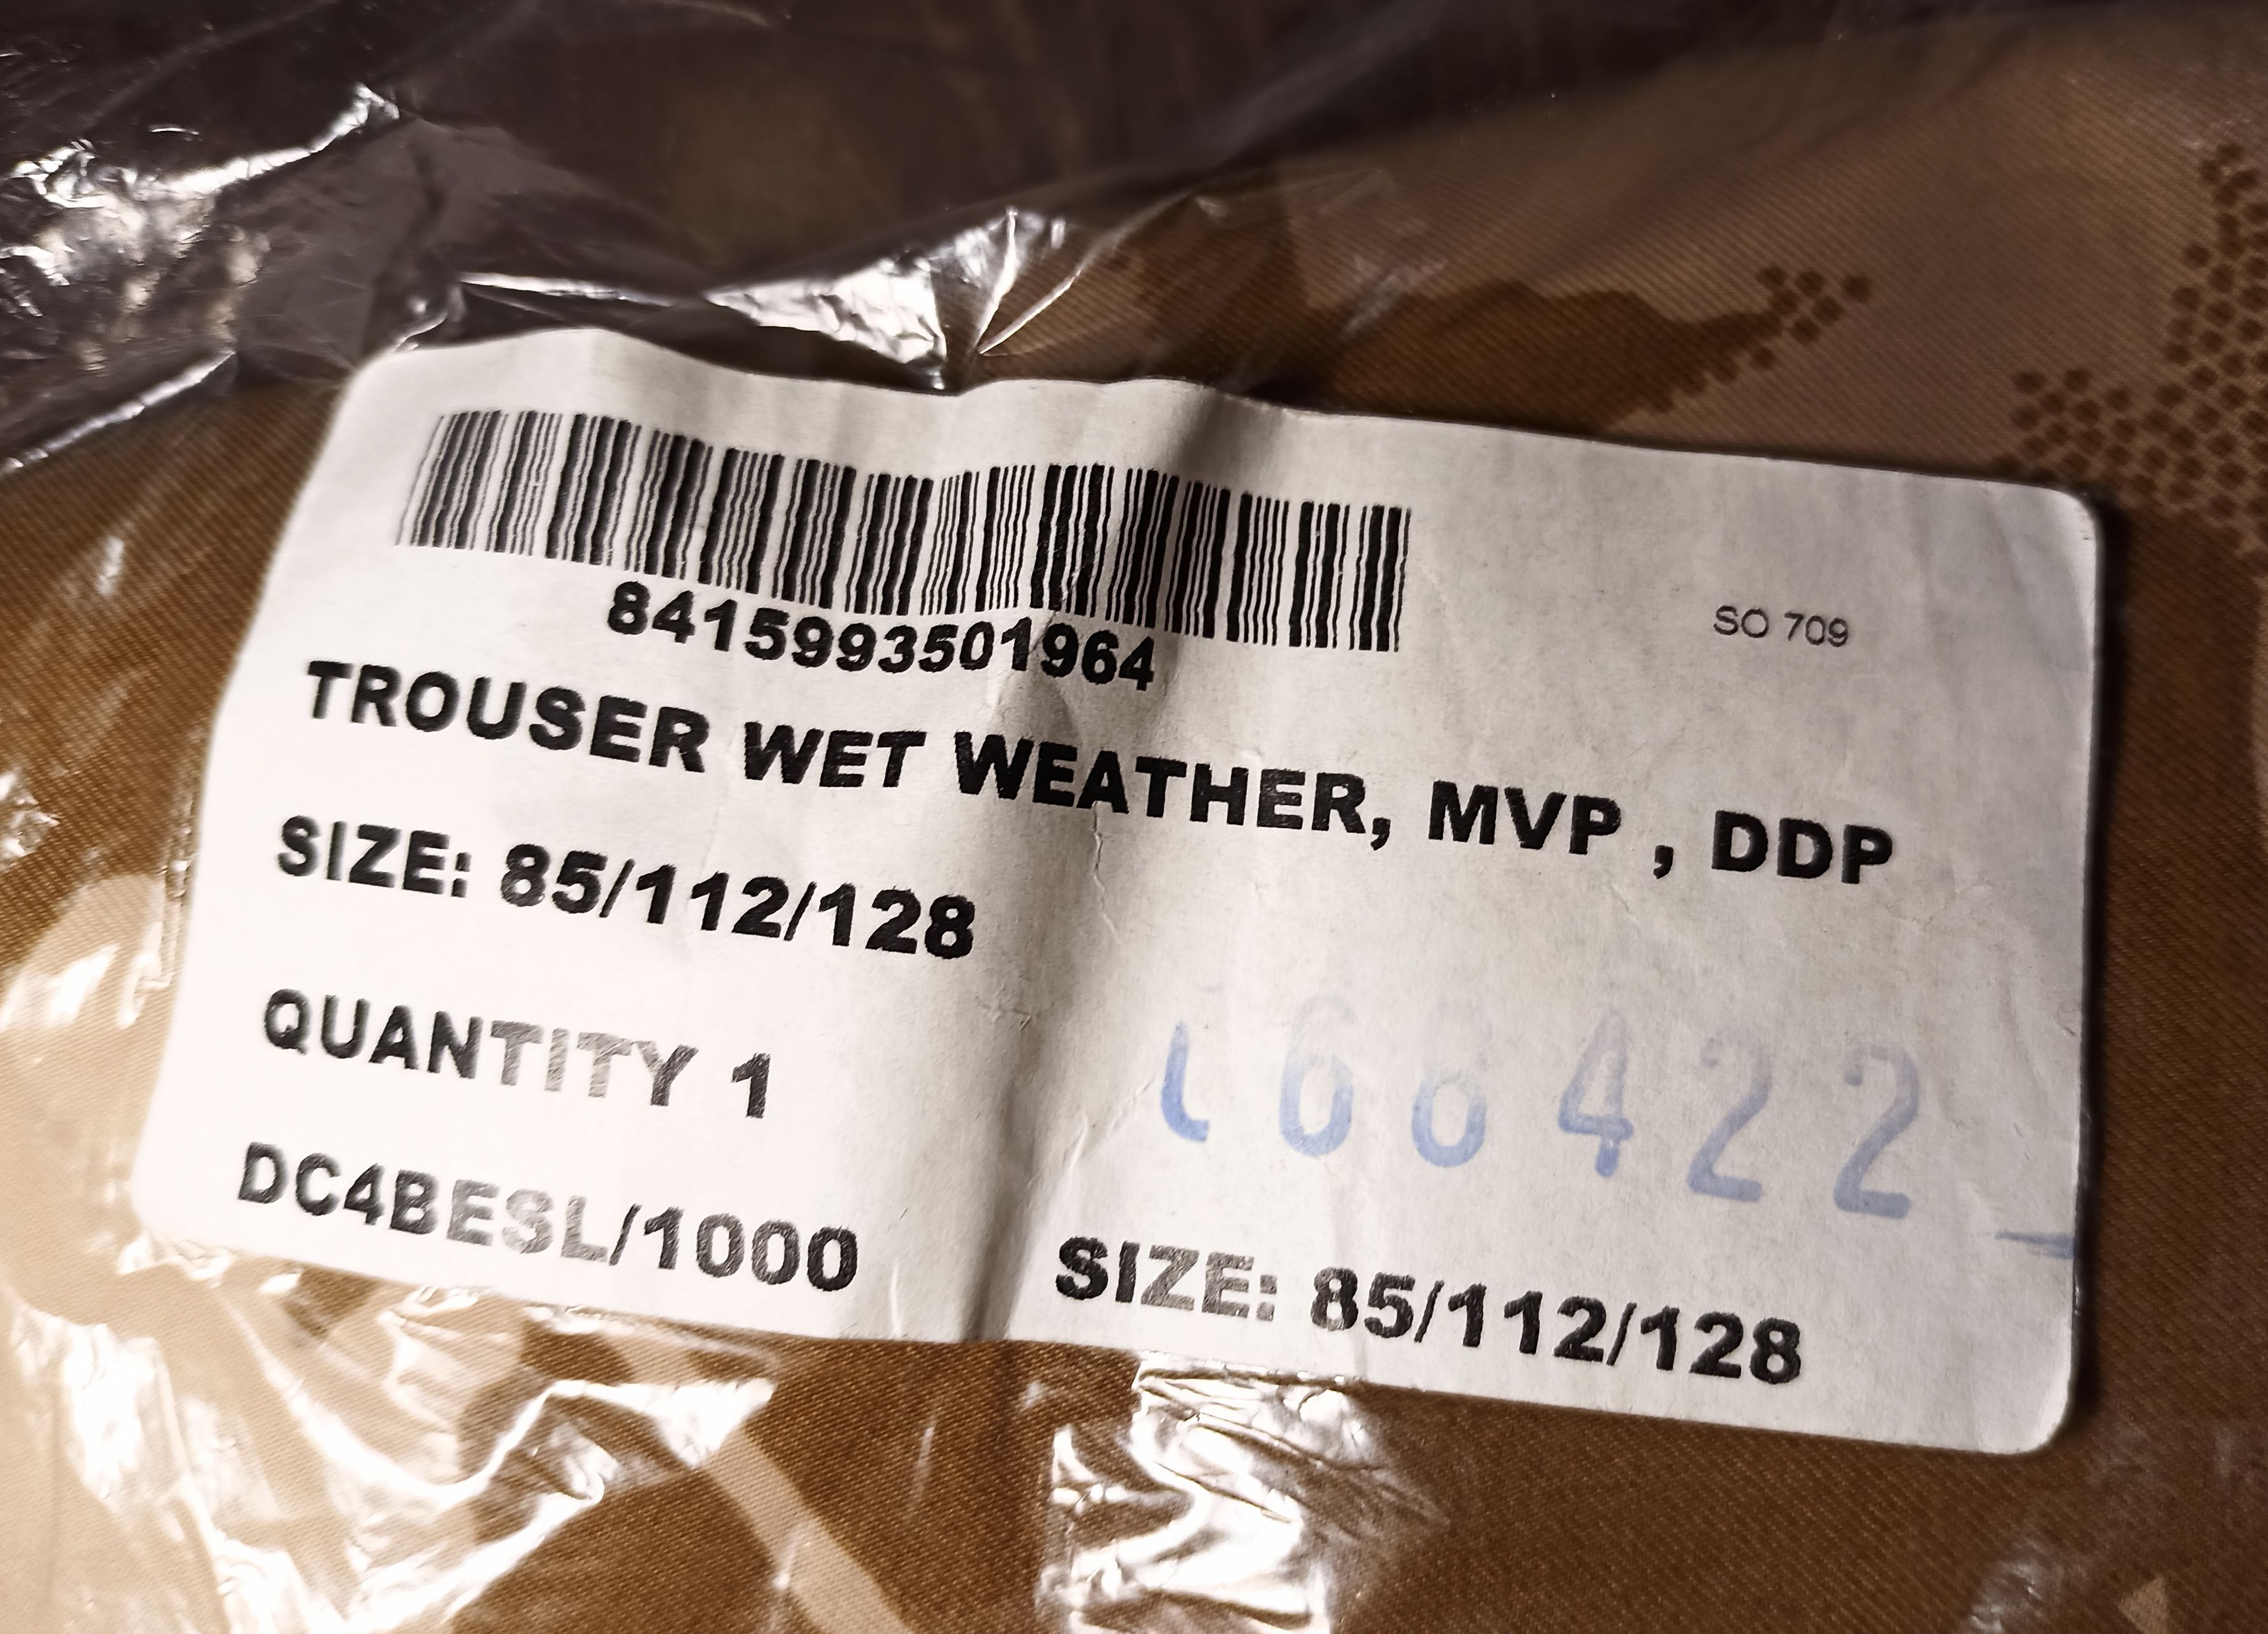 8415993501964
SO 709
TROUSER WET WEATHER, MVP , DDP
SIZE: 85/112/128
QUANTITY 1
DC4BESL/1000
SIZE: 85/112/128